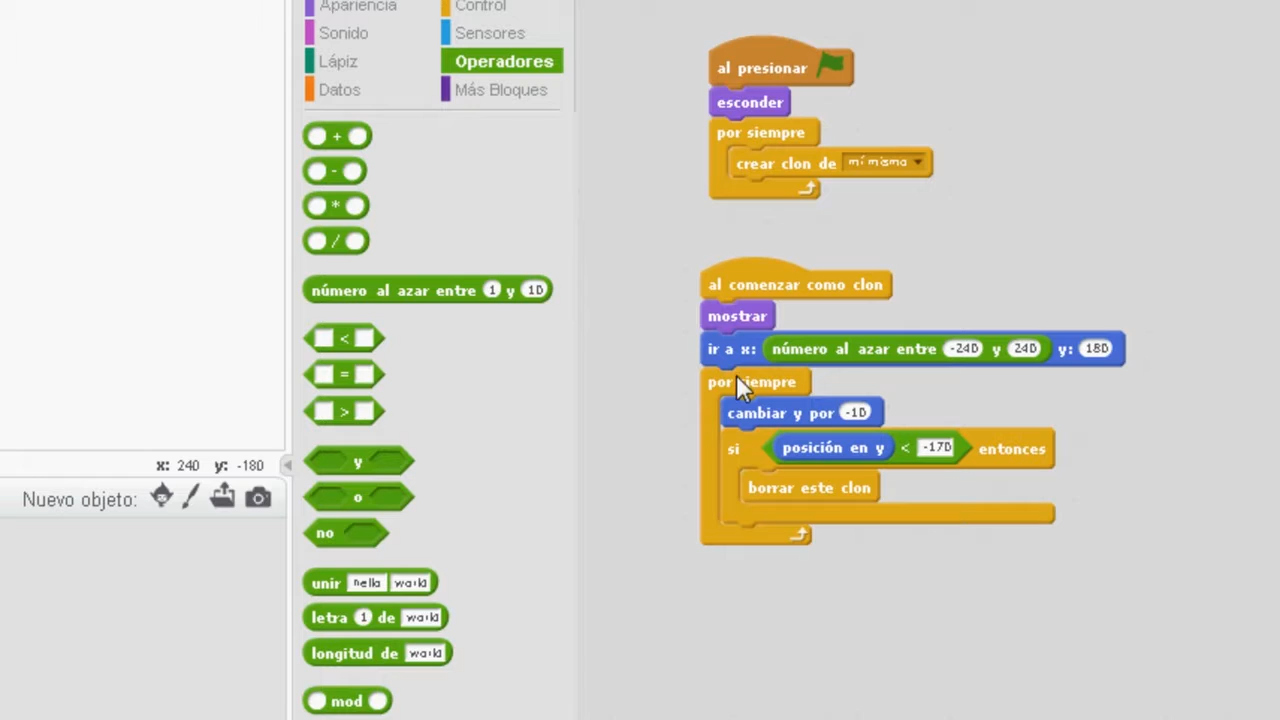 Apariencia Control
Sonido Sensores
Lápiz Operadores
Datos Más Bloques
+
-
*
/
número al azar entre 1 y 10
<
=
>
y
o
no
unir hello world
letra 1 de world
longitud de world
mod
x: 240 y: -180
Nuevo objeto:
al presionar
esconder
por siempre
crear clon de mí mismo
al comenzar como clon
mostrar
ir a x: número al azar entre -240 y 240 y: 180
por siempre
cambiar y por -10
si posición en y < -170 entonces
borrar este clon